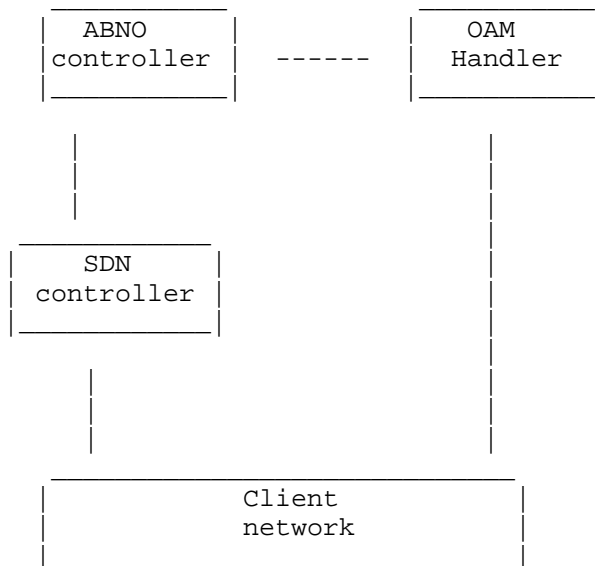 ABNO
controller
OAM
Handler
SDN
controller
Client
network